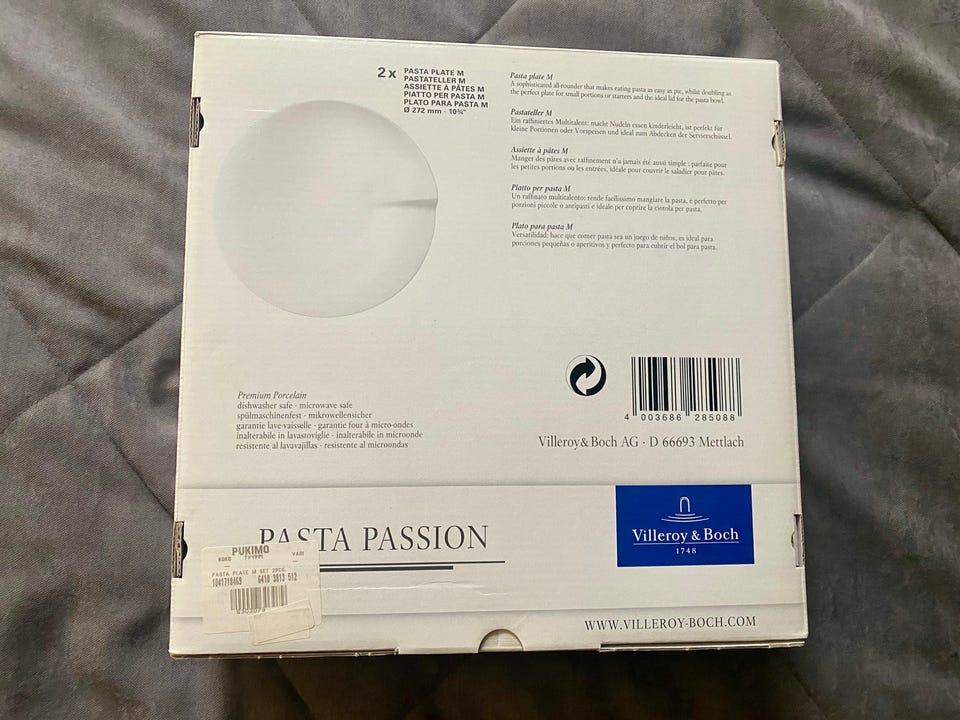 2 x PASTA PLATE M
PASTATELLER M
ASSIETTE À PÂTES M
PIATTO PER PASTA M
PLATO PARA PASTA M
Ø 272 mm · 10¾"
Pasta plate M
A sophisticated all-rounder that makes eating pasta as easy as pie, whilst doubling as
the perfect plate for small portions or starters and the ideal lid for the pasta bowl.
Pastateller M
Ein raffiniertes Multitalent: macht Nudeln essen kinderleicht, ist perfekt für
kleine Portionen oder Vorspeisen und ideal zum Abdecken der Servierschüssel.
Assiette à pâtes M
Manger des pâtes avec raffinement n'a jamais été aussi simple : parfaite pour
les petites portions ou les entrées, idéale pour couvrir le saladier pour pâtes.
Piatto per pasta M
Un raffinato multitalento: rende facilissimo mangiare la pasta, è perfetto per
porzioni piccole o antipasti e ideale per coprire la ciotola per pasta.
Plato para pasta M
Versatilidad: hace que comer pasta sea un juego de niños, es ideal para
porciones pequeñas o aperitivos y perfecto para cubrir el bol para pasta.
Premium Porcelain
dishwasher safe · microwave safe
spülmaschinenfest · mikrowellensicher
garantie lave-vaisselle · garantie four à micro-ondes
inalterabile in lavastoviglie · inalterabile in microonde
resistente al lavavajillas · resistente al microondas
4 003686 285088
Villeroy & Boch AG · D 66693 Mettlach
PASTA PASSION
Villeroy & Boch
1748
PUKIMO
KOKO TYYPPI VARI
PASTA PLATE M SET 2PCS.
1041718469 6410 3813 512
WWW.VILLEROY-BOCH.COM